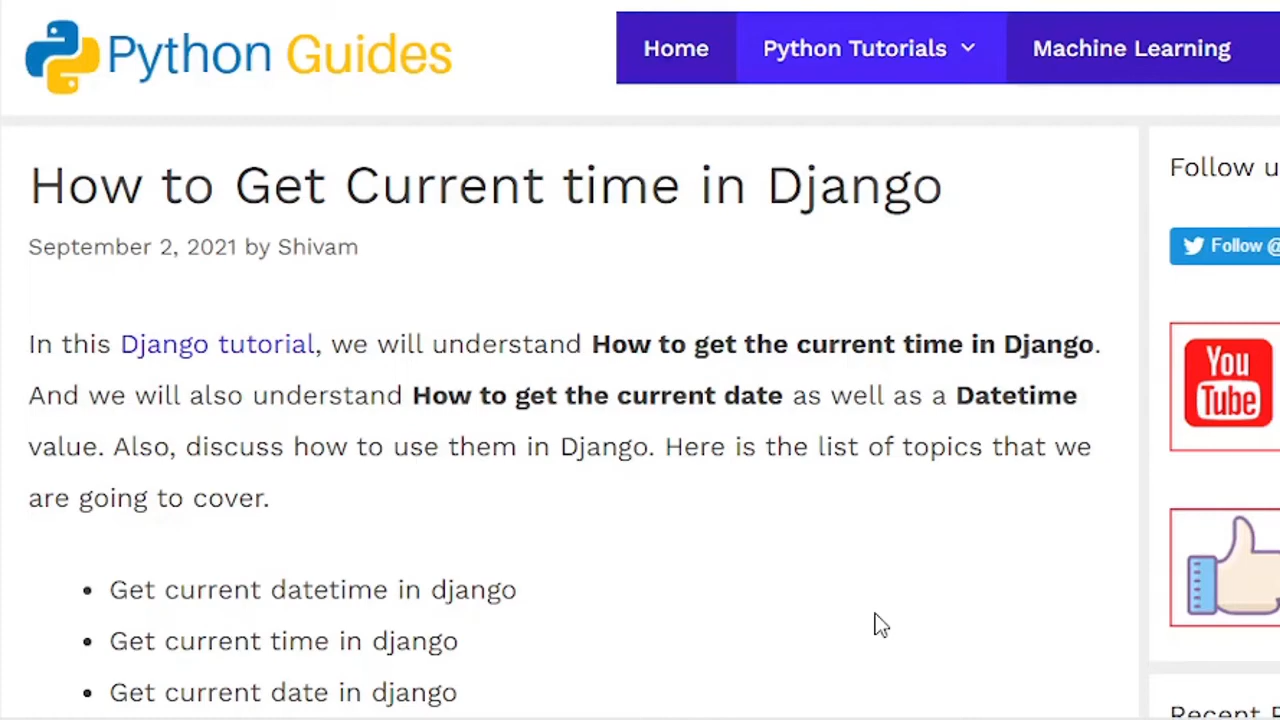 Python Guides
Home
Python Tutorials
Machine Learning
How to Get Current time in Django
September 2, 2021 by Shivam
In this Django tutorial, we will understand How to get the current time in Django.
And we will also understand How to get the current date as well as a Datetime
value. Also, discuss how to use them in Django. Here is the list of topics that we
are going to cover.
• Get current datetime in django
• Get current time in django
• Get current date in django
Follow u
Follow @
You
Tube
Recent P